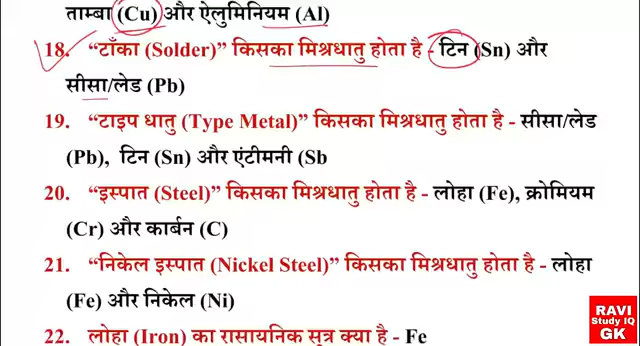 ताम्बा (Cu) और ऐलुमिनियम (Al)
18. “टाँका (Solder)” किसका मिश्रधातु होता है - टिन (Sn) और
सीसा/लेड (Pb)
19. “टाइप धातु (Type Metal)” किसका मिश्रधातु होता है - सीसा/लेड
(Pb), टिन (Sn) और एंटीमनी (Sb
20. “इस्पात (Steel)” किसका मिश्रधातु होता है - लोहा (Fe), क्रोमियम
(Cr) और कार्बन (C)
21. “निकेल इस्पात (Nickel Steel)” किसका मिश्रधातु होता है - लोहा
(Fe) और निकेल (Ni)
22. लोहा (Iron) का रासायनिक सूत्र क्या है - Fe
RAVI
Study IQ
GK